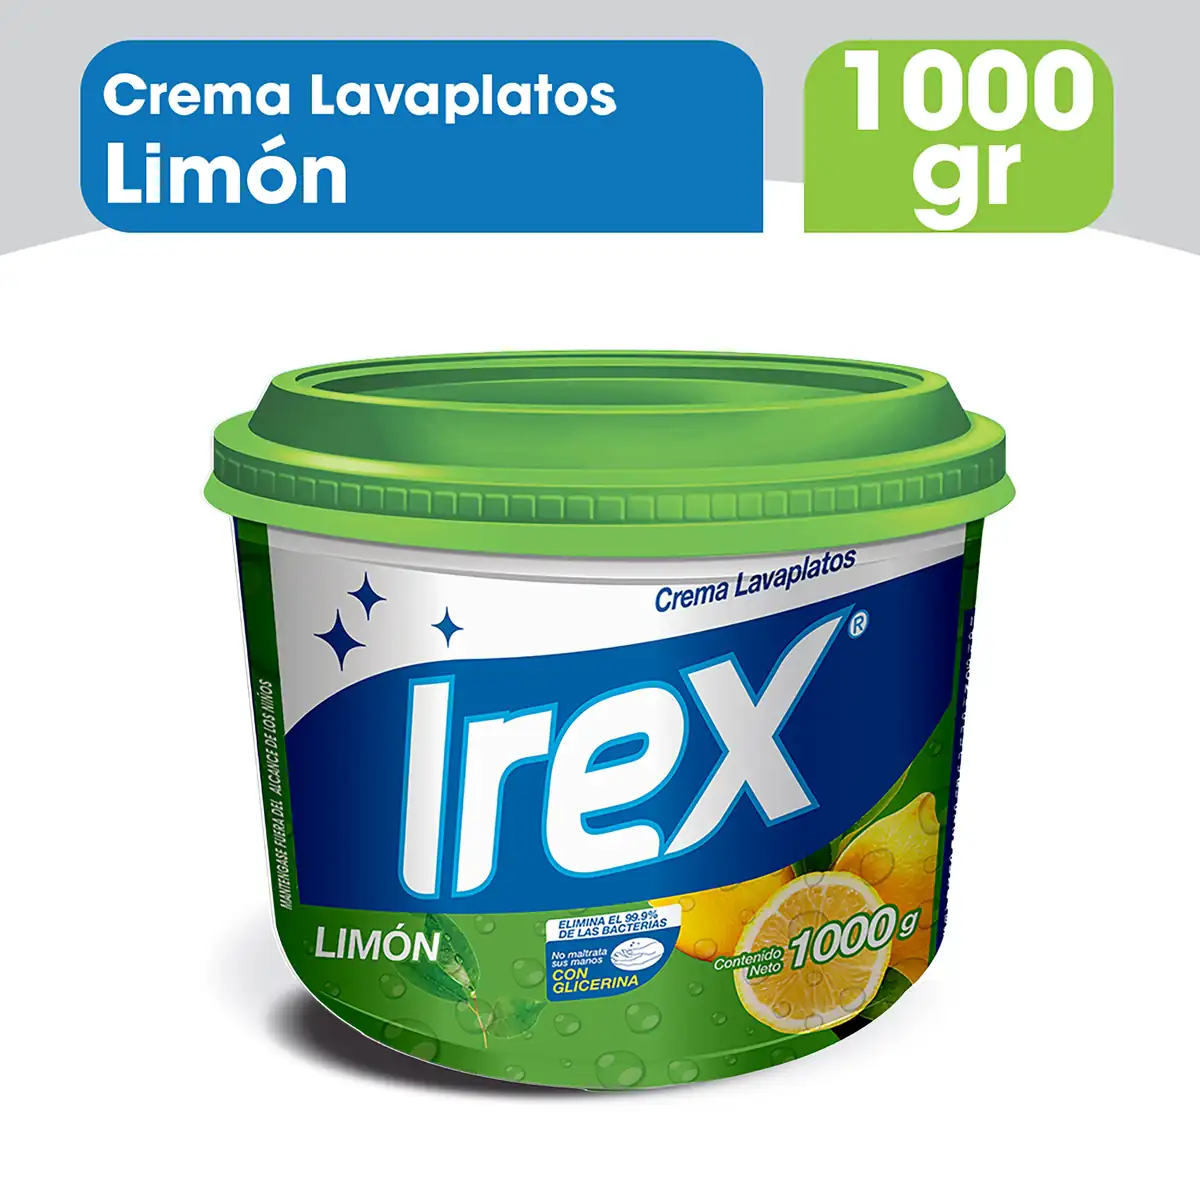 Crema Lavaplatos
Limón
1000
gr
Crema Lavaplatos
Irex®
MANTENGASE FUERA DEL ALCANCE DE LOS NIÑOS
LIMÓN
ELIMINA EL 99.9%
DE LAS BACTERIAS
No maltrata
sus manos
CON
GLICERINA
Contenido
Neto
1000 g